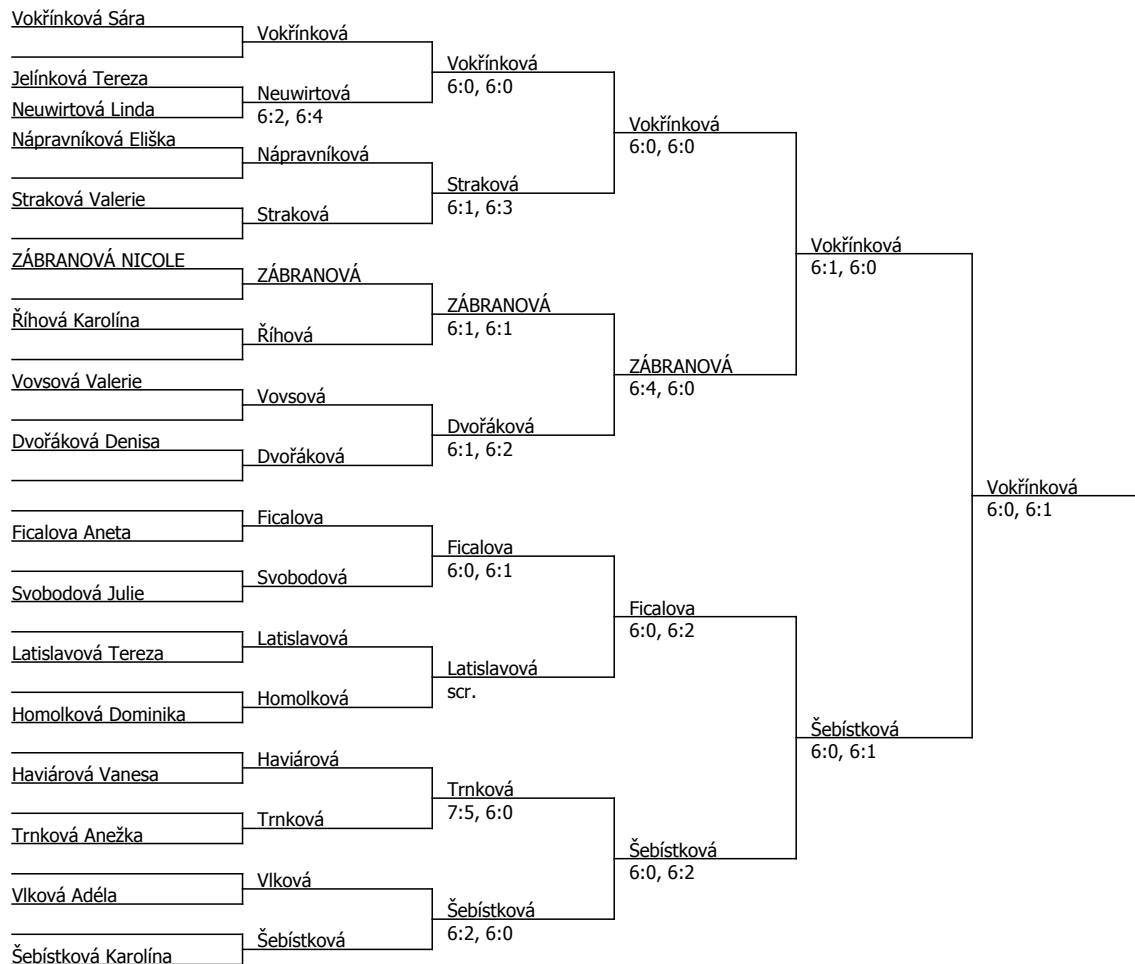 Vokřínková Sára
Jelínková Tereza
Neuwirtová Linda
Nápravníková Eliška
Straková Valerie
ZÁBRANOVÁ NICOLE
Říhová Karolína
Vovsová Valerie
Dvořáková Denisa
Ficalova Aneta
Svobodová Julie
Latislavová Tereza
Homolková Dominika
Haviárová Vanesa
Trnková Anežka
Vlková Adéla
Šebístková Karolína
Vokřínková
Neuwirtová
6:2, 6:4
Nápravníková
Straková
ZÁBRANOVÁ
Říhová
Vovsová
Dvořáková
Ficalova
Svobodová
Latislavová
Homolková
Haviárová
Trnková
Vlková
Šebístková
Vokřínková
6:0, 6:0
Straková
6:1, 6:3
ZÁBRANOVÁ
6:1, 6:1
Dvořáková
6:1, 6:2
Ficalova
6:0, 6:1
Latislavová
scr.
Trnková
7:5, 6:0
Šebístková
6:2, 6:0
Vokřínková
6:0, 6:0
ZÁBRANOVÁ
6:4, 6:0
Ficalova
6:0, 6:2
Šebístková
6:0, 6:2
Vokřínková
6:1, 6:0
Šebístková
6:0, 6:1
Vokřínková
6:0, 6:1